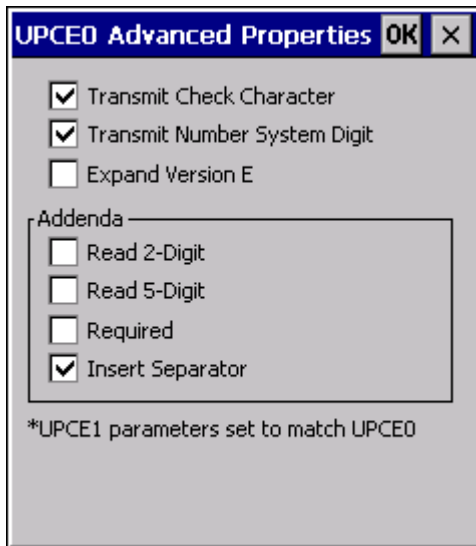 UPCE0 Advanced Properties OK ×
Transmit Check Character
Transmit Number System Digit
Expand Version E
Addenda
Read 2-Digit
Read 5-Digit
Required
Insert Separator
*UPCE1 parameters set to match UPCE0